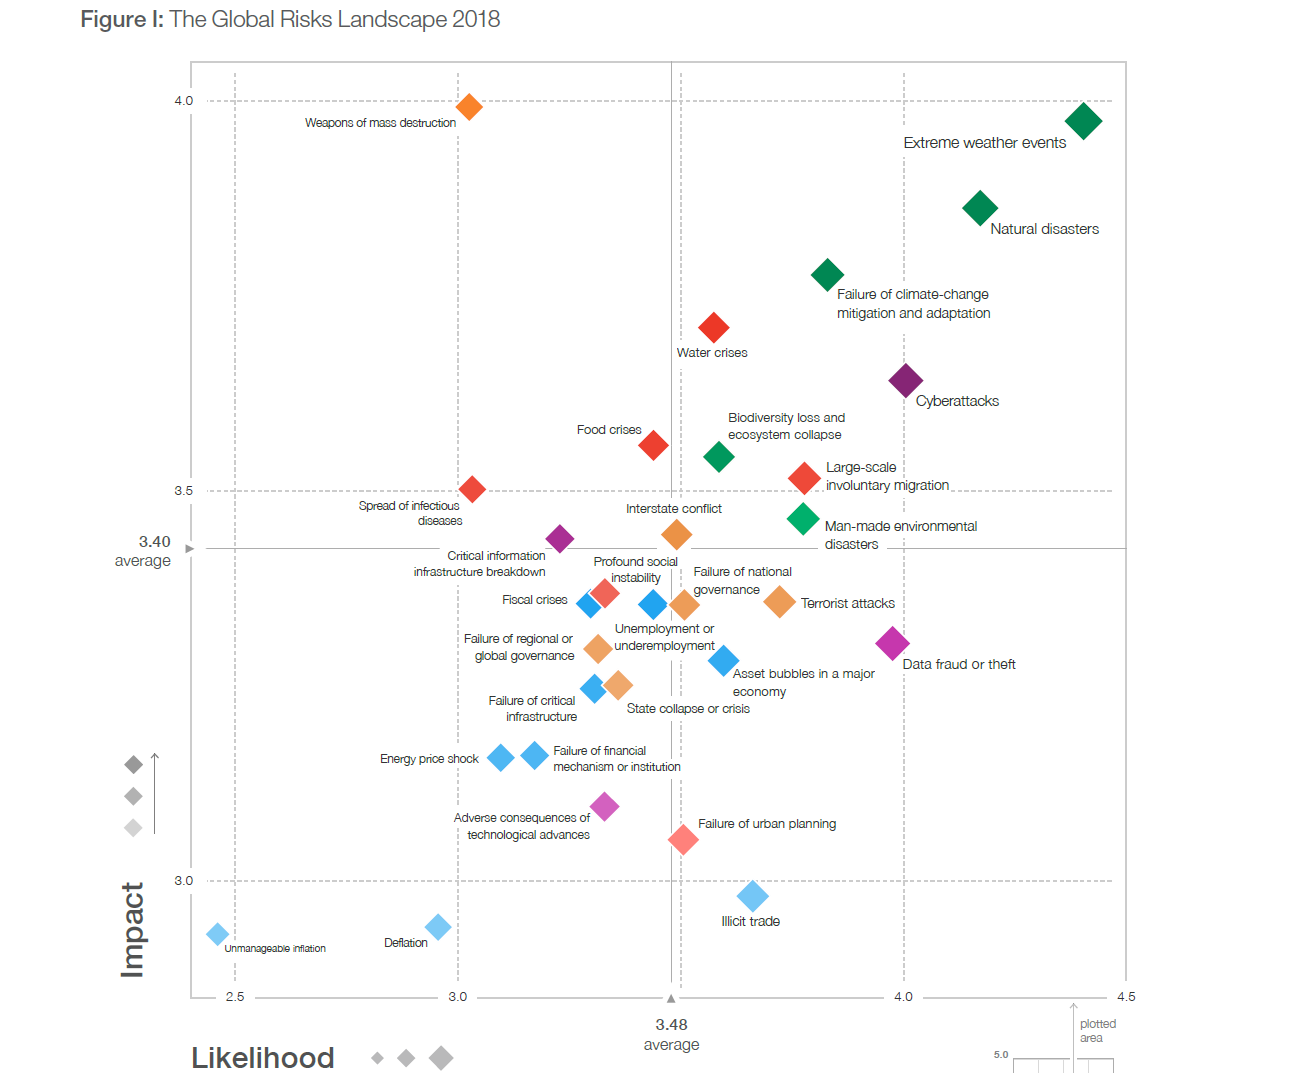 Figure I: The Global Risks Landscape 2018
4.0
Weapons of mass destruction
Extreme weather events
Natural disasters
Failure of climate-change
mitigation and adaptation
Water crises
Cyberattacks
Biodiversity loss and
ecosystem collapse
Food crises
Large-scale
involuntary migration
3.5
Spread of infectious
diseases
Interstate conflict
Man-made environmental
disasters
3.40
average
Critical information
infrastructure breakdown
Profound social
instability
Failure of national
governance
Fiscal crises
Terrorist attacks
Unemployment or
underemployment
Failure of regional or
global governance
Data fraud or theft
Asset bubbles in a major
economy
Failure of critical
infrastructure
State collapse or crisis
Energy price shock
Failure of financial
mechanism or institution
Adverse consequences of
technological advances
Failure of urban planning
3.0
Impact
Illicit trade
Unmanageable inflation
Deflation
2.5
3.0
4.0
4.5
3.48
average
plotted
area
5.0
Likelihood